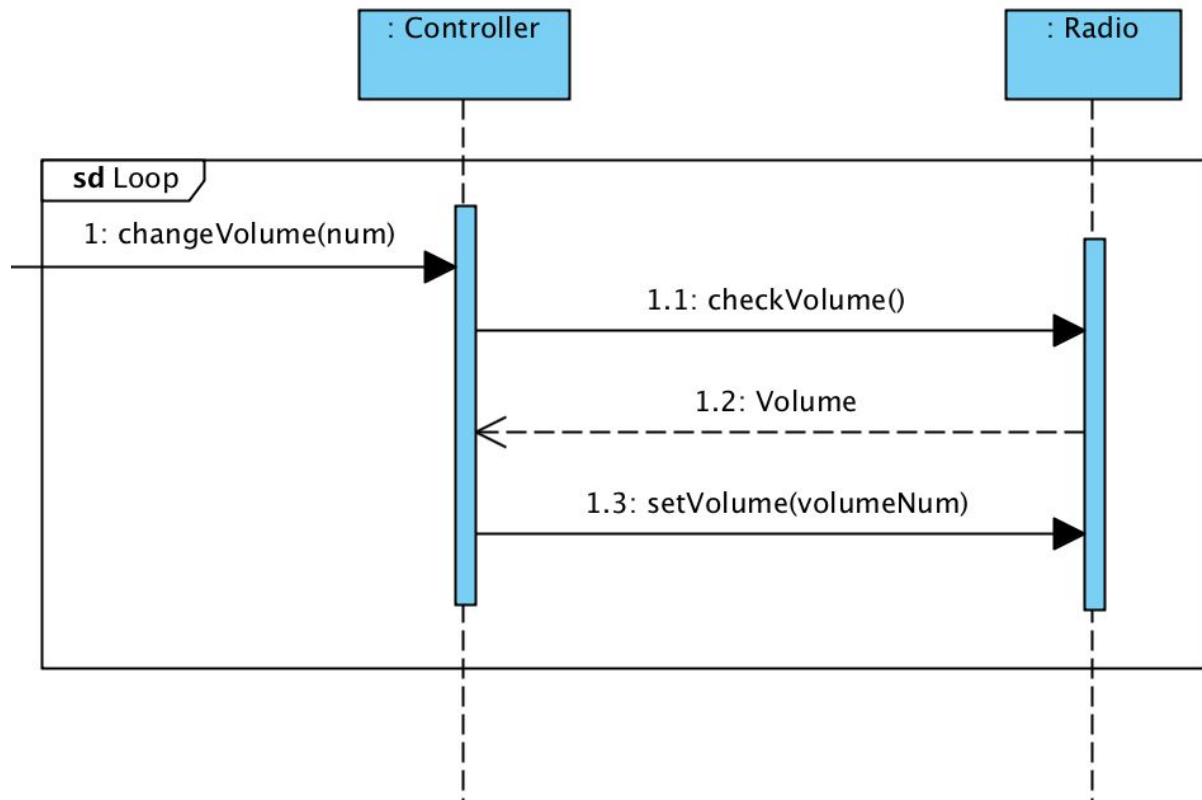 : Controller
: Radio
sd Loop
1: changeVolume(num)
1.1: checkVolume()
1.2: Volume
1.3: setVolume(volumeNum)